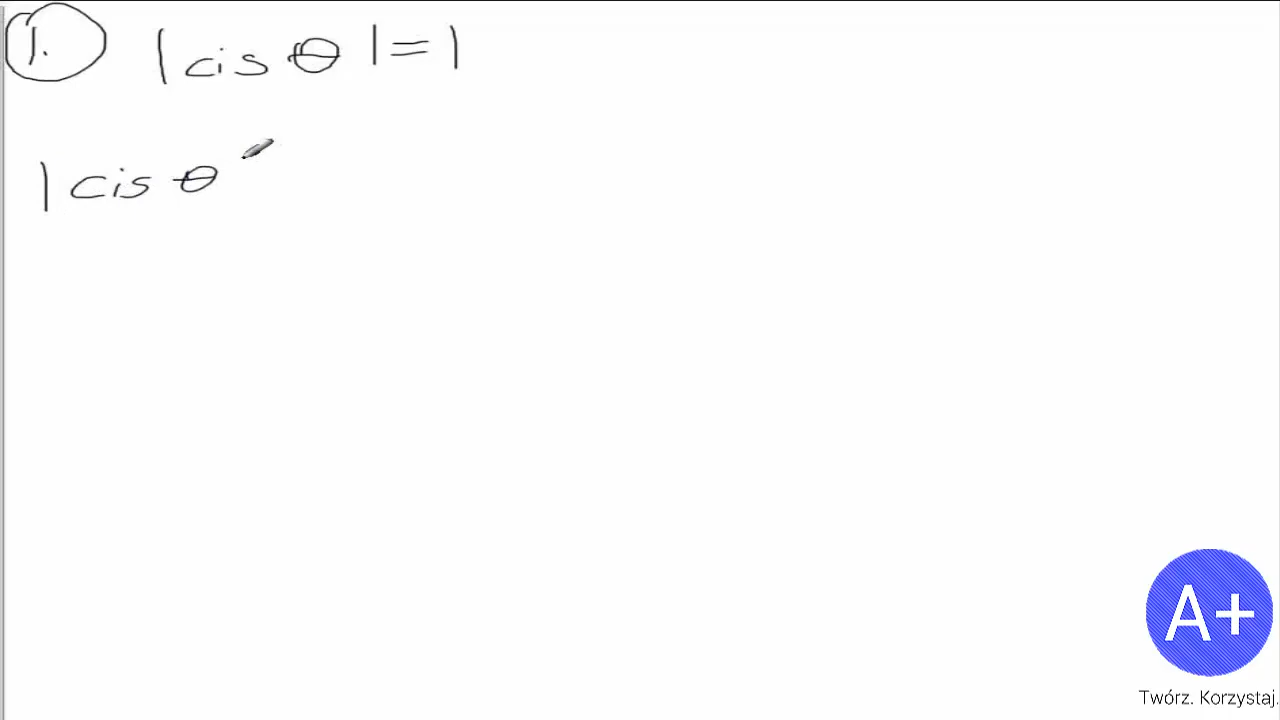 1. |cis θ| = 1
|cis θ
A+
Twórz. Korzystaj.